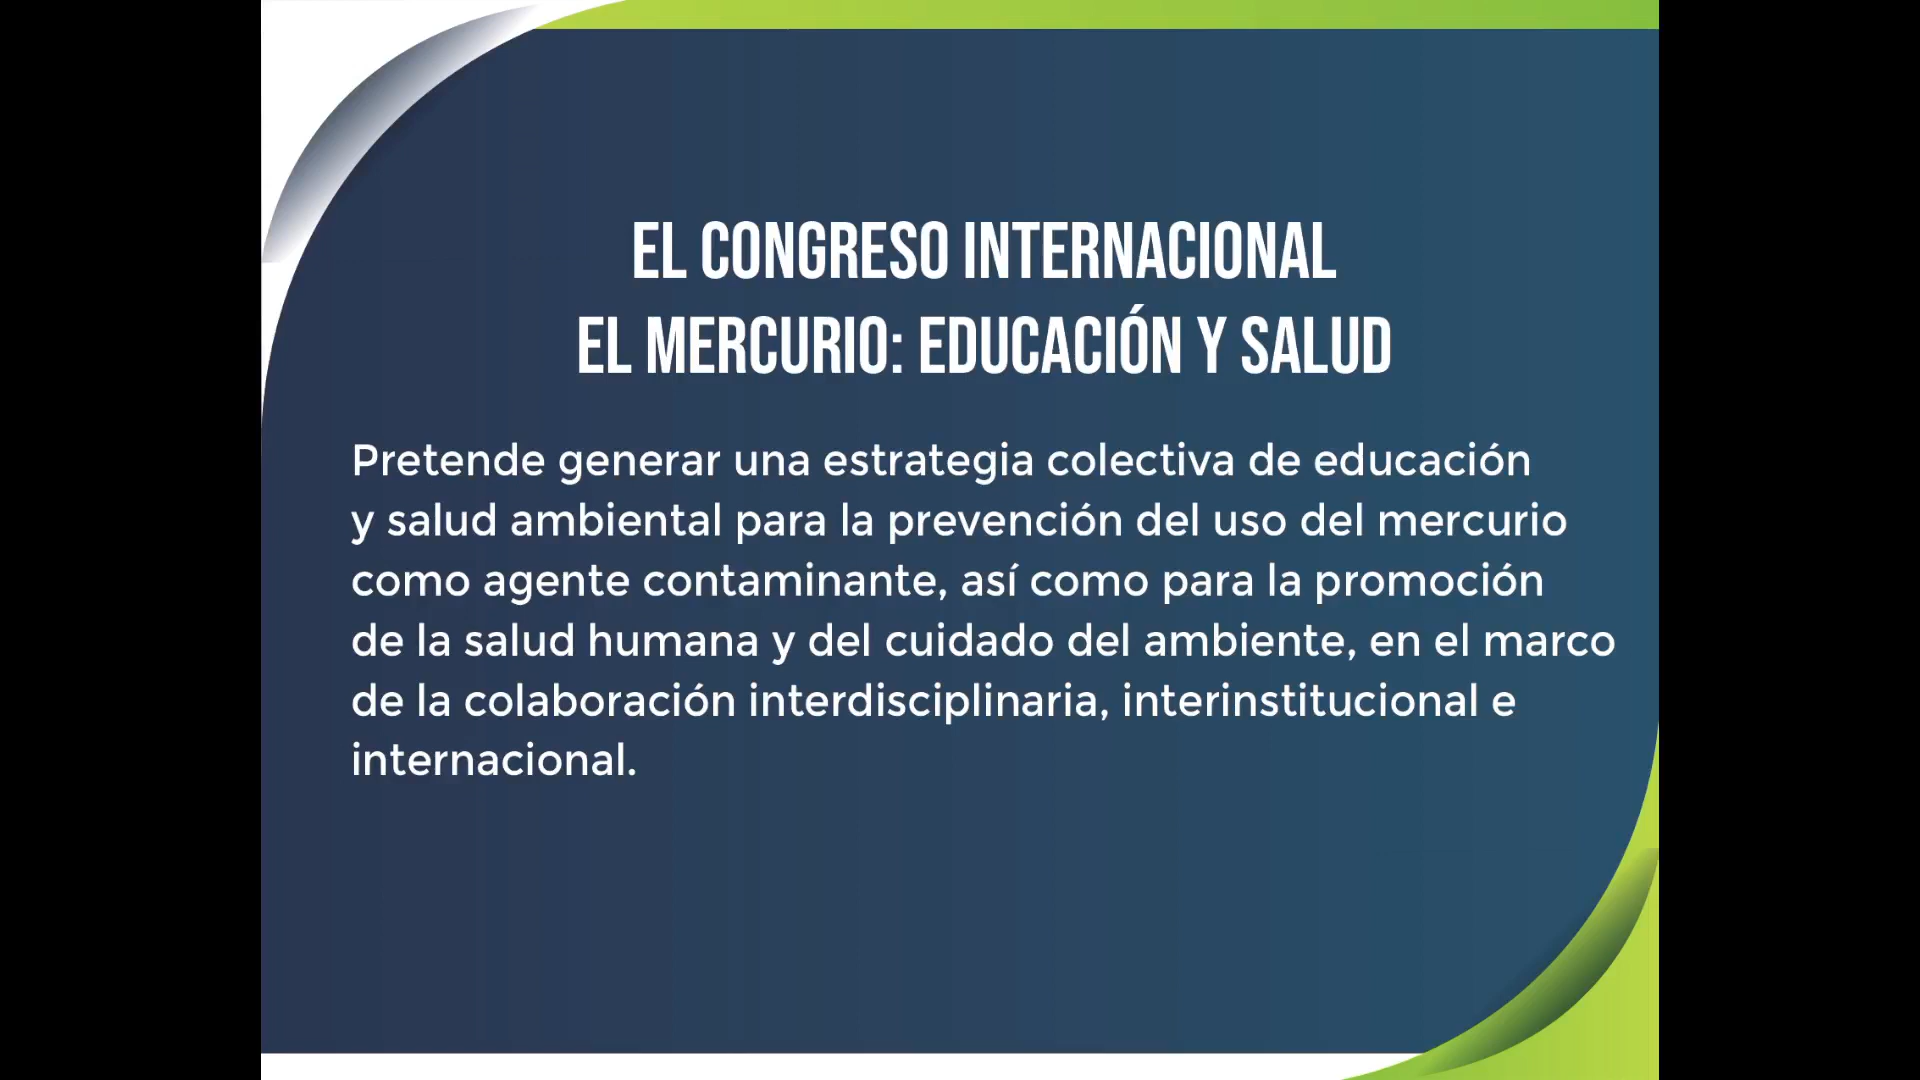 EL CONGRESO INTERNACIONAL
EL MERCURIO: EDUCACIÓN Y SALUD
Pretende generar una estrategia colectiva de educación
y salud ambiental para la prevención del uso del mercurio
como agente contaminante, así como para la promoción
de la salud humana y del cuidado del ambiente, en el marco
de la colaboración interdisciplinaria, interinstitucional e
internacional.